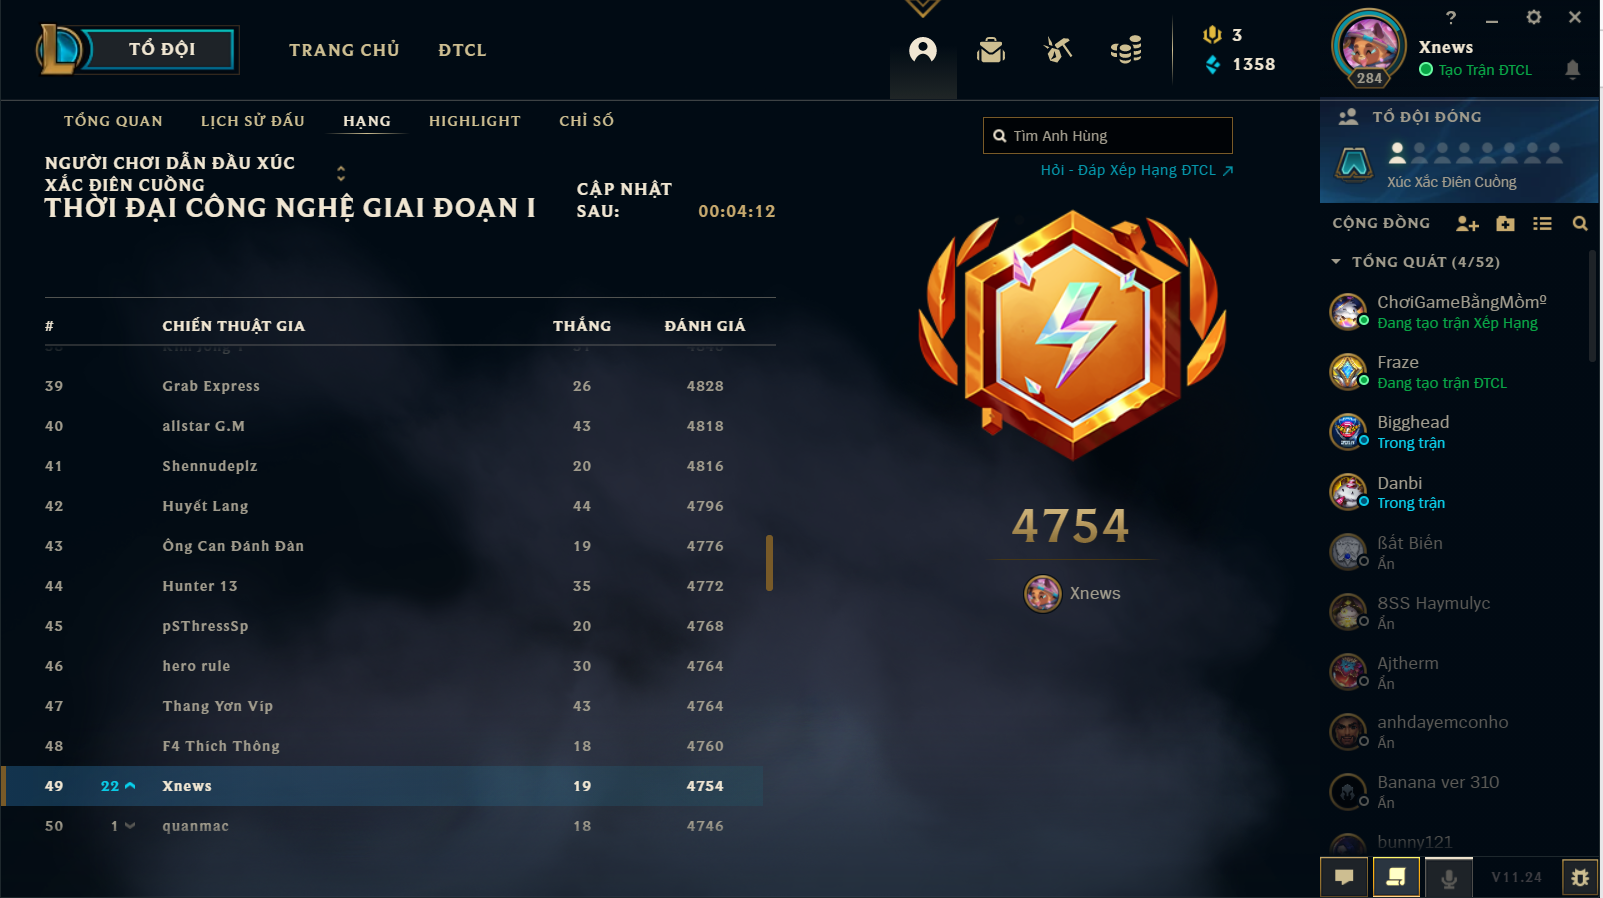 TỔ ĐỘI
TRANG CHỦ
ĐTCL
3
1358
?
Xnews
284
Tạo Trận ĐTCL
TỔNG QUAN
LỊCH SỬ ĐẤU
HẠNG
HIGHLIGHT
CHỈ SỐ
Tìm Anh Hùng
Hỏi - Đáp Xếp Hạng ĐTCL
NGƯỜI CHƠI DẪN ĐẦU XÚC
XẮC ĐIÊN CUỒNG
THỜI ĐẠI CÔNG NGHỆ GIAI ĐOẠN I
CẬP NHẬT
SAU:
00:04:12
# CHIẾN THUẬT GIA THẮNG ĐÁNH GIÁ
39 Grab Express 26 4828
40 allstar G.M 43 4818
41 Shennudeplz 20 4816
42 Huyết Lang 44 4796
43 Ông Can Đánh Đàn 19 4776
44 Hunter 13 35 4772
45 pSThressSp 20 4768
46 hero rule 30 4764
47 Thang Yơn Víp 43 4764
48 F4 Thích Thông 18 4760
49 22 Xnews 19 4754
50 1 quanmac 18 4746
4754
Xnews
TỔ ĐỘI ĐÓNG
Xúc Xắc Điên Cuồng
CỘNG ĐỒNG
TỔNG QUÁT (4/52)
ChơiGameBằngMồmº
Đang tạo trận Xếp Hạng
Fraze
Đang tạo trận ĐTCL
Bigghead
Trong trận
Danbi
Trong trận
ßất Biến
Ẩn
8SS Haymulyc
Ẩn
Ajtherm
Ẩn
anhdayemconho
Ẩn
Banana ver 310
Ẩn
bunny121
V11.24